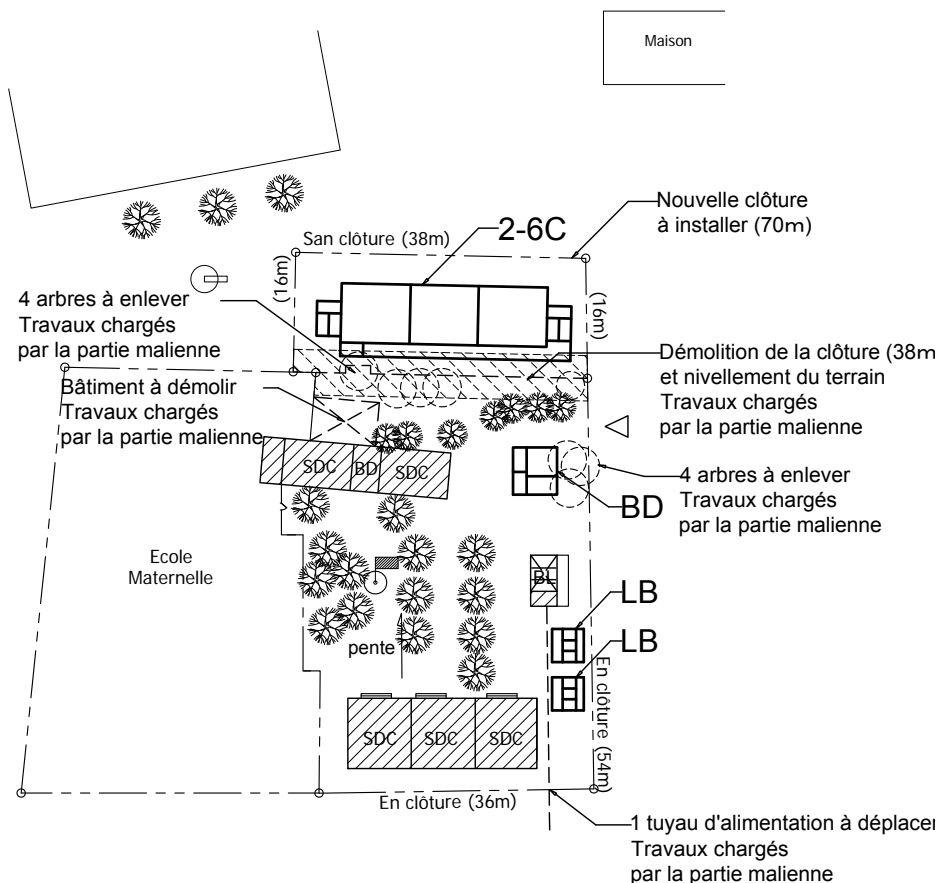 Maison
Nouvelle clôture
à installer (70m)
2-6C
San clôture (38m)
(16m)
(16m)
4 arbres à enlever
Travaux chargés
par la partie malienne
Démolition de la clôture (38m
et nivellement du terrain
Travaux chargés
par la partie malienne
Bâtiment à démolir
Travaux chargés
par la partie malienne
SDC
BD
SDC
4 arbres à enlever
Travaux chargés
par la partie malienne
BD
Ecole
Maternelle
BL
LB
LB
pente
En clôture (54m)
SDC
SDC
SDC
En clôture (36m)
1 tuyau d'alimentation à déplacer
Travaux chargés
par la partie malienne